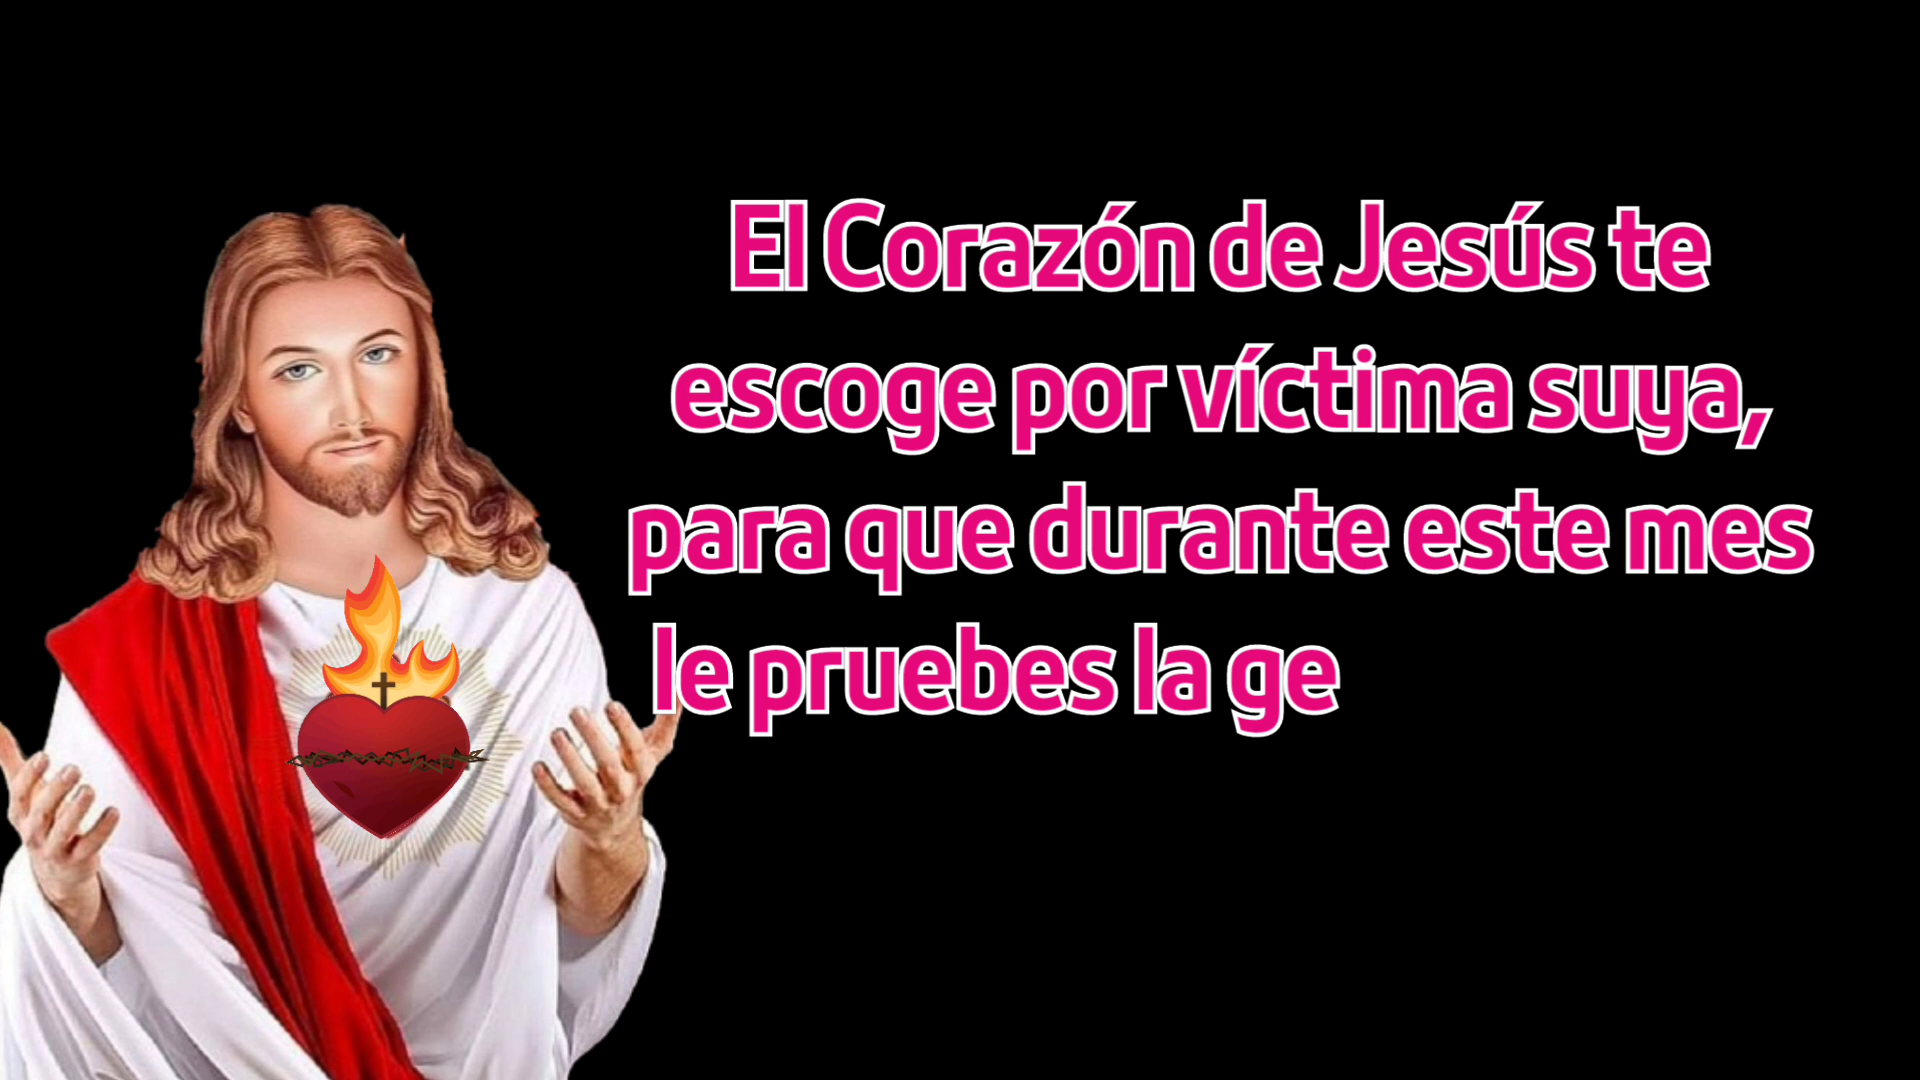 El Corazón de Jesús te
escoge por víctima suya,
para que durante este mes
le pruebes la ge